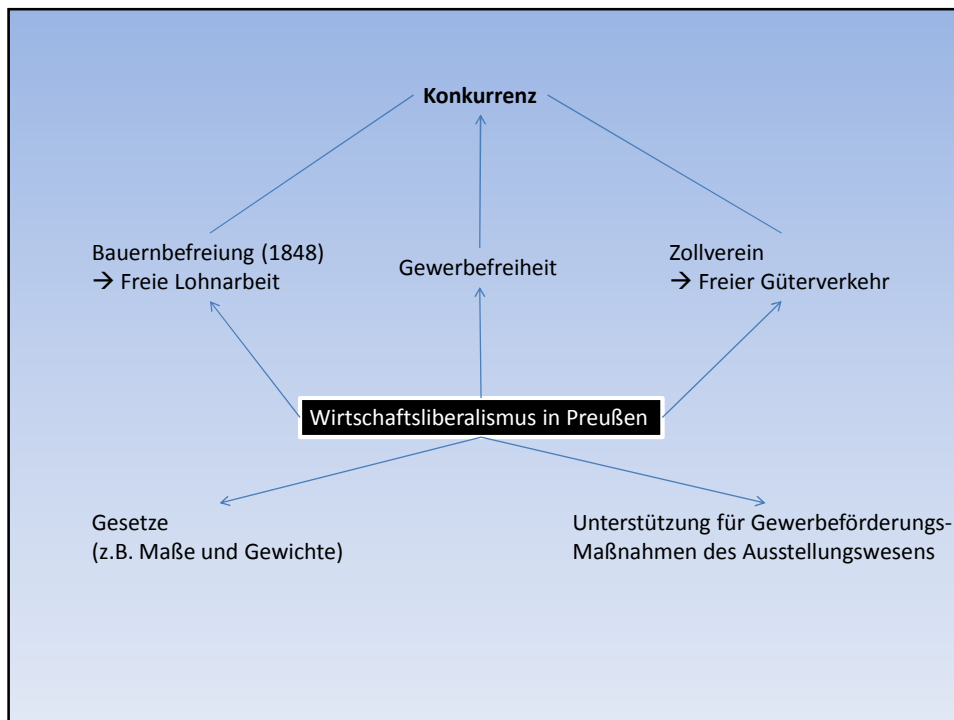 Konkurrenz
Bauernbefreiung (1848)
→ Freie Lohnarbeit
Gewerbefreiheit
Zollverein
→ Freier Güterverkehr
Wirtschaftsliberalismus in Preußen
Gesetze
(z.B. Maße und Gewichte)
Unterstützung für Gewerbeförderungs-
Maßnahmen des Ausstellungswesens